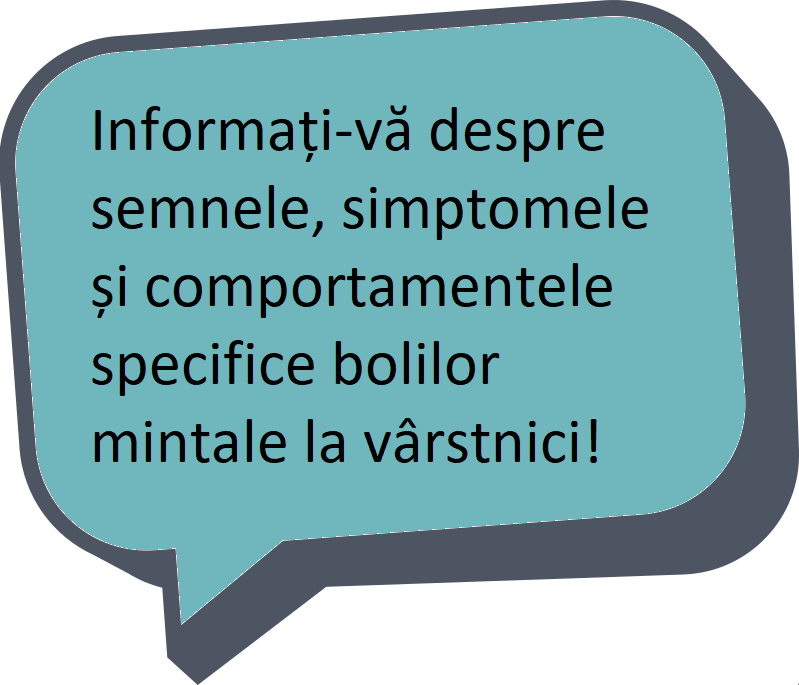 Informați-vă despre
semnele, simptomele
și comportamentele
specifice bolilor
mintale la vârstnici!